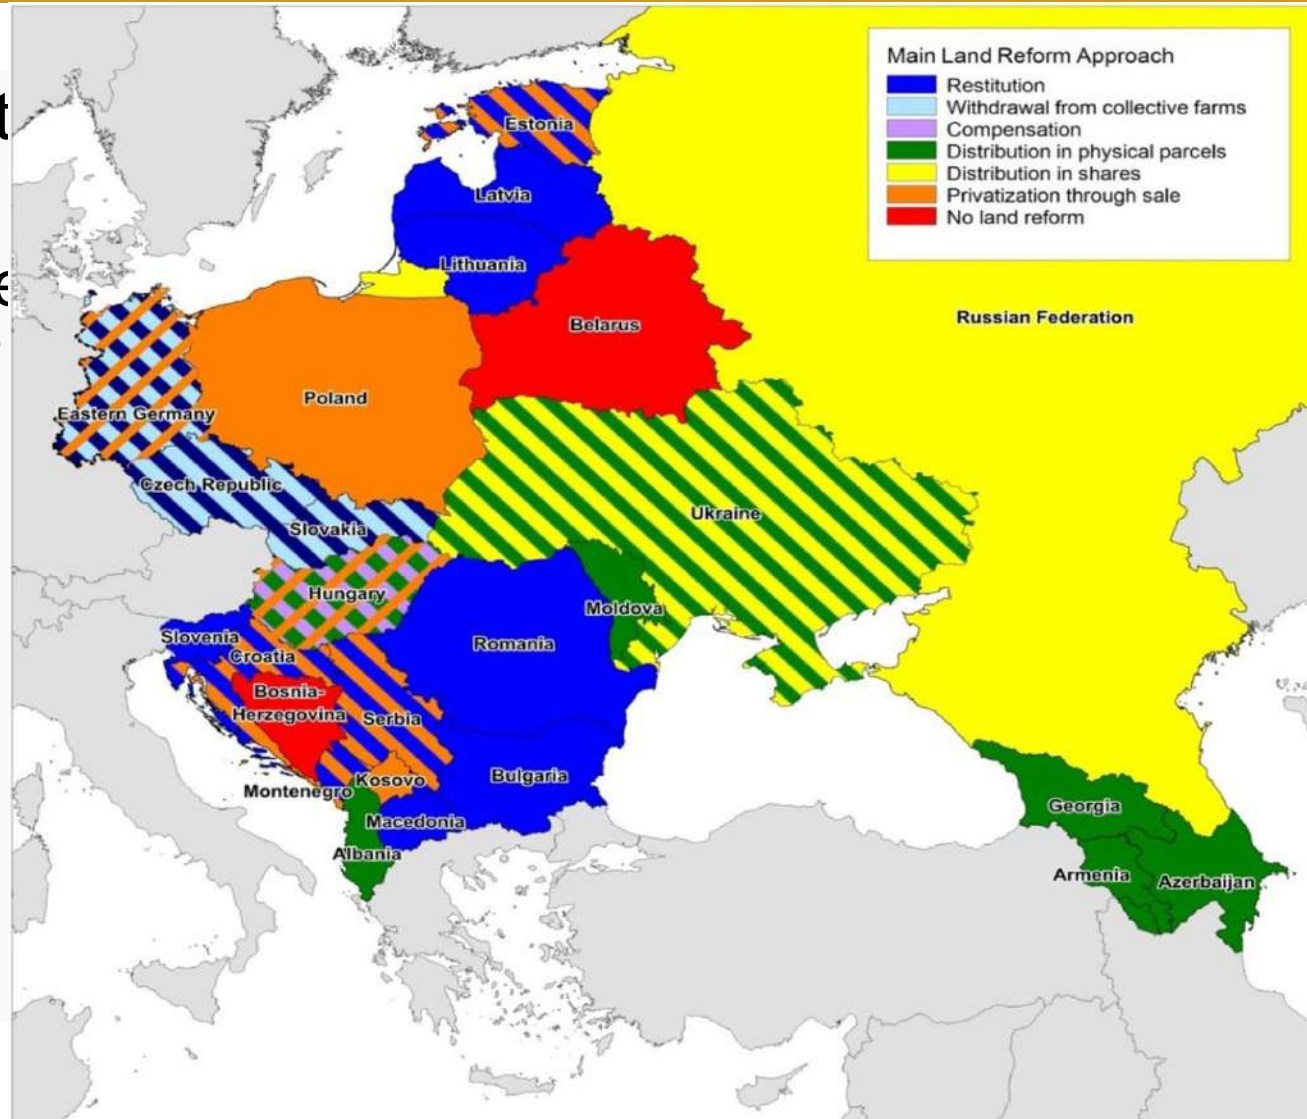 t
e
Main Land Reform Approach
Restitution
Withdrawal from collective farms
Compensation
Distribution in physical parcels
Distribution in shares
Privatization through sale
No land reform
Estonia
Latvia
Lithuania
Belarus
Russian Federation
Poland
Eastern Germany
Czech Republic
Slovakia
Ukraine
Hungary
Moldova
Slovenia
Romania
Croatia
Bosnia-
Herzegovina
Serbia
Bulgaria
Kosovo
Montenegro
Macedonia
Albania
Georgia
Armenia
Azerbaijan